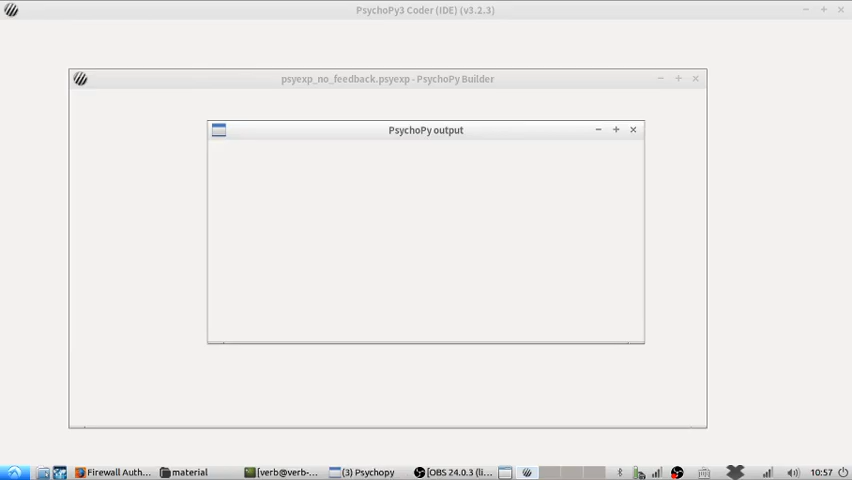 PsychoPy3 Coder (IDE) (v3.2.3)
psyexp_no_feedback.psyexp - PsychoPy Builder
PsychoPy output
Firewall Auth...
material
[verb@verb-...
(3) Psychopy
[OBS 24.0.3 (li...
10:57